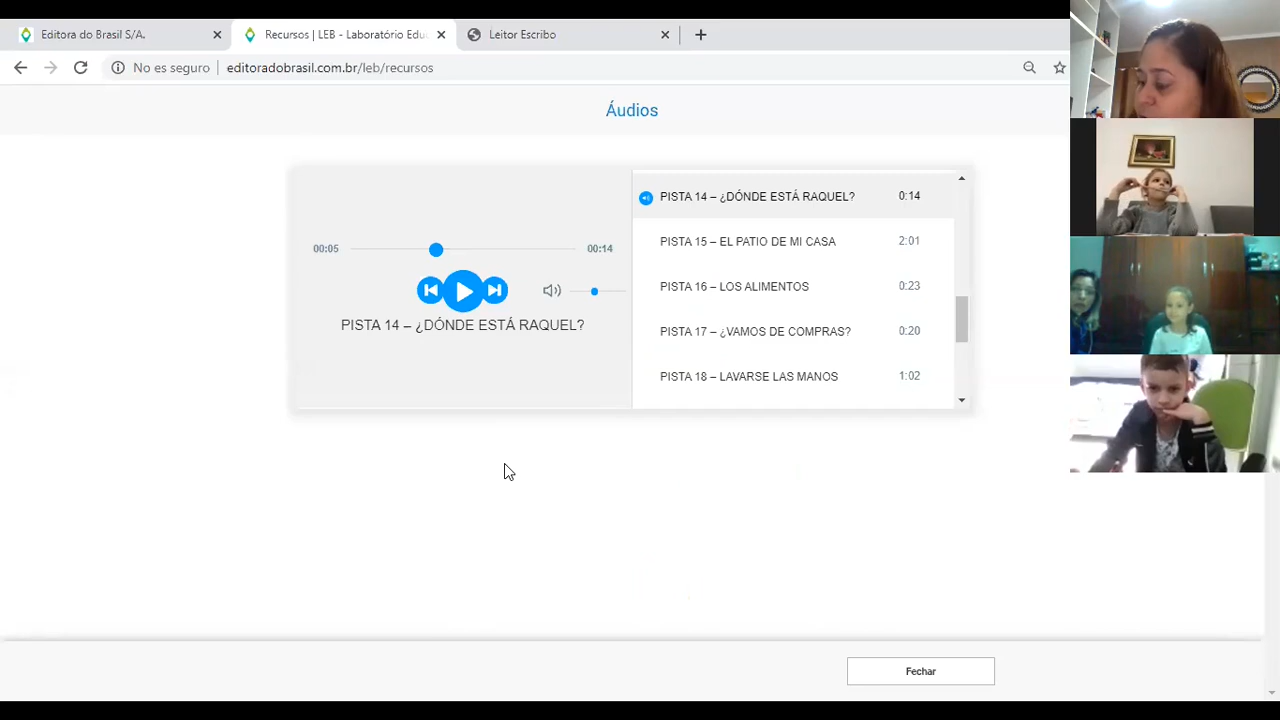 Editora do Brasil S/A.
Recursos | LEB - Laboratório Edu
Leitor Escribo
No es seguro
editoradobrasil.com.br/leb/recursos
Áudios
00:05
00:14
PISTA 14 – ¿DÓNDE ESTÁ RAQUEL?
PISTA 14 – ¿DÓNDE ESTÁ RAQUEL? 0:14
PISTA 15 – EL PATIO DE MI CASA 2:01
PISTA 16 – LOS ALIMENTOS 0:23
PISTA 17 – ¿VAMOS DE COMPRAS? 0:20
PISTA 18 – LAVARSE LAS MANOS 1:02
Fechar